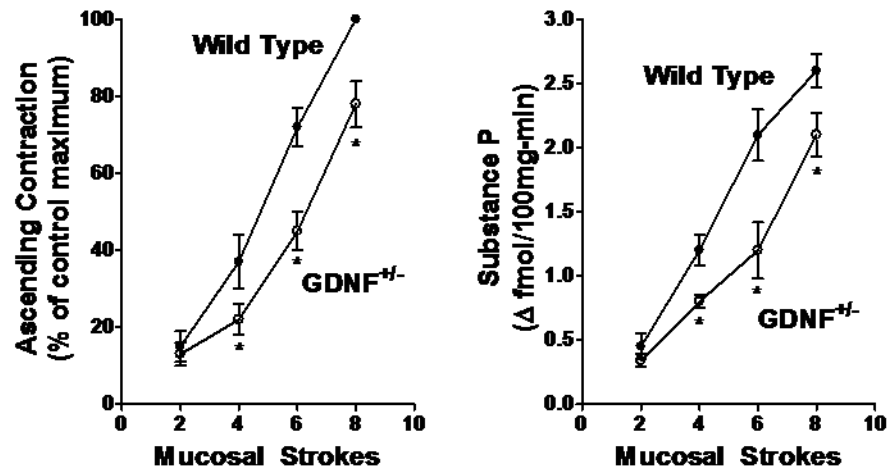 100
80
60
40
20
0
Ascending Contraction
(% of control maximum)
Wild Type
GDNF+/-
*
*
*
0 2 4 6 8 10
Mucosal Strokes
3.0
2.5
2.0
1.5
1.0
0.5
0.0
Substance P
(Δ fmol/100mg-min)
Wild Type
GDNF+/-
*
*
*
0 2 4 6 8 10
Mucosal Strokes